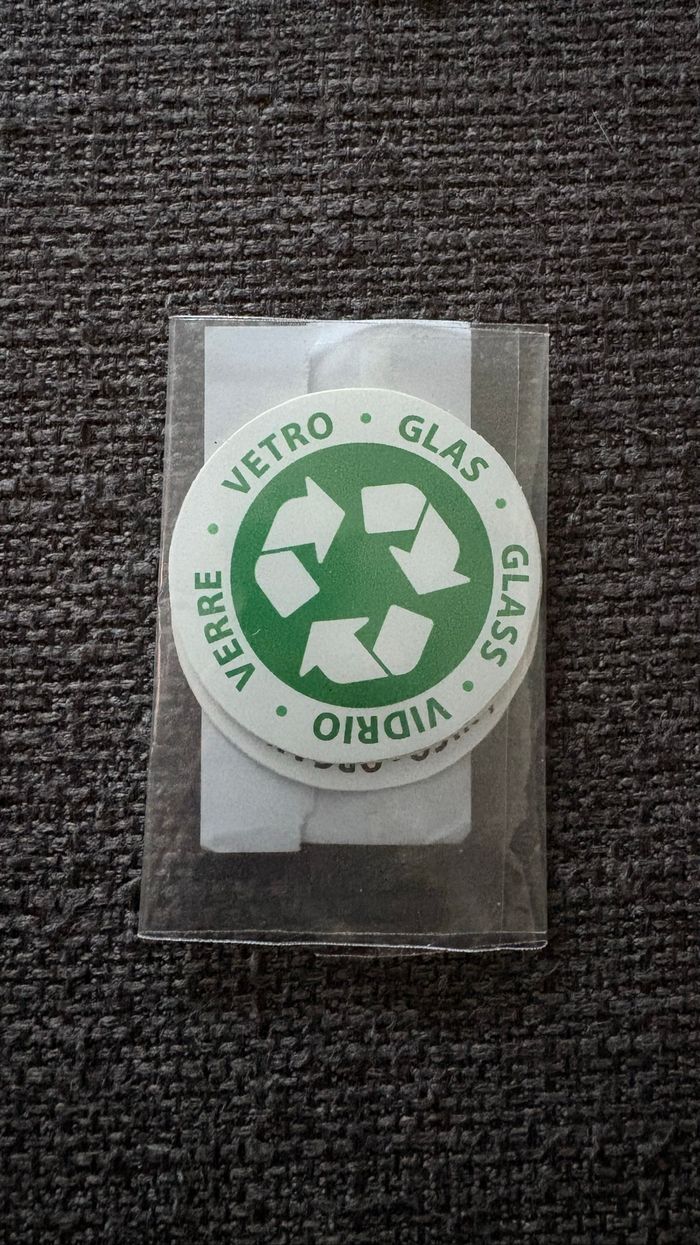 VETRO • GLAS • GLASS • VIDRIO • VERRE •